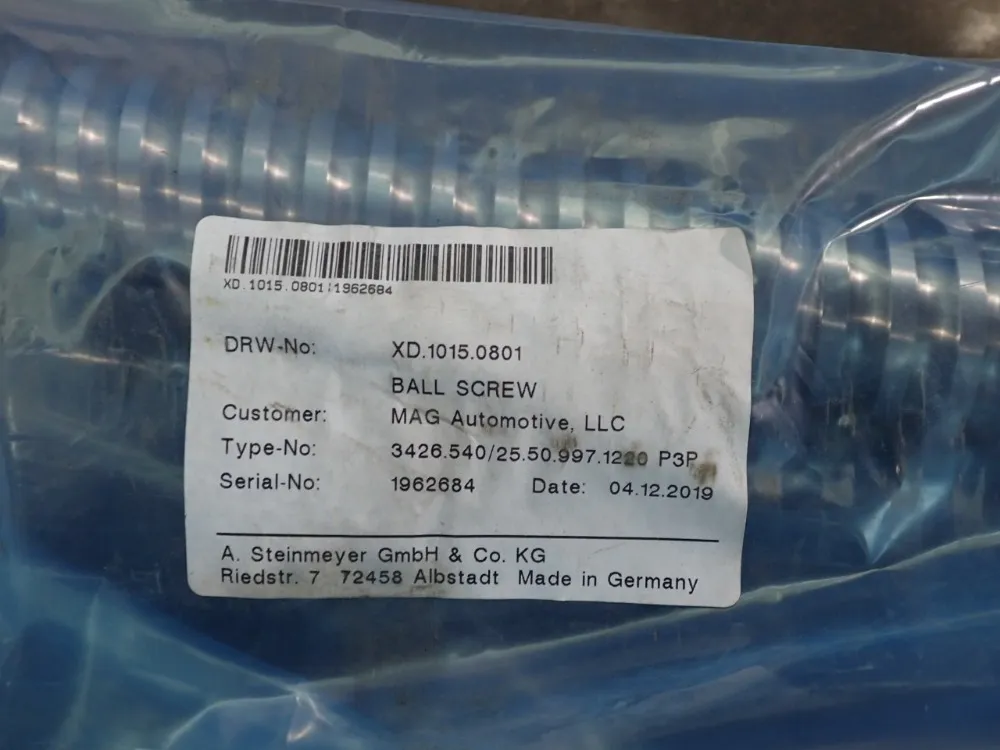 XD.1015.0801|1962684
DRW-No: XD.1015.0801
BALL SCREW
Customer: MAG Automotive, LLC
Type-No: 3426.540/25.50.997.1220 P3P
Serial-No: 1962684 Date: 04.12.2019
A. Steinmeyer GmbH & Co. KG
Riedstr. 7 72458 Albstadt Made in Germany